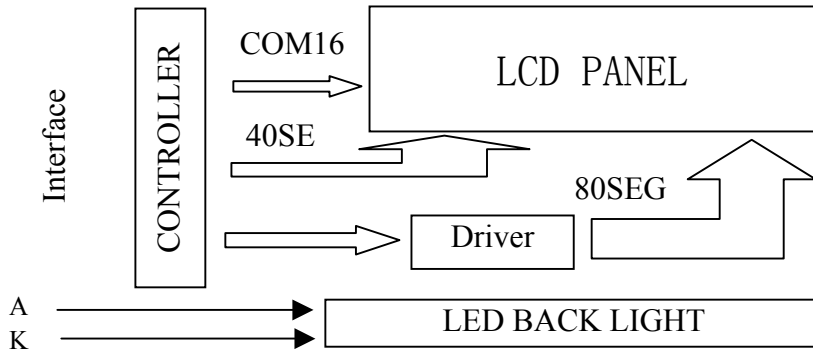 COM16
LCD PANEL
CONTROLLER
Interface
40SE
80SEG
Driver
A
LED BACK LIGHT
K